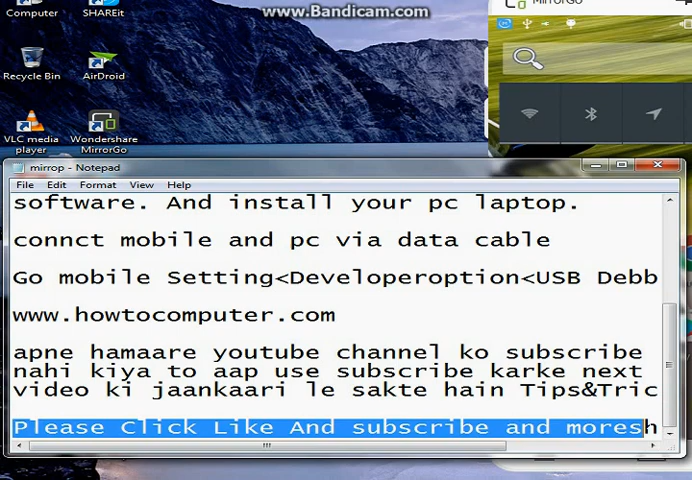 www.Bandicam.com
MirrorGo
Computer
SHAREit
Recycle Bin
AirDroid
VLC media player
Wondershare MirrorGo
mirrop - Notepad
File Edit Format View Help
software. And install your pc laptop.
connct mobile and pc via data cable
Go mobile Setting<Developeroption<USB Debb
www.howtocomputer.com
apne hamaare youtube channel ko subscribe
nahi kiya to aap use subscribe karke next
video ki jaankaari le sakte hain Tips&Tric
Please Click Like And subscribe and moresh